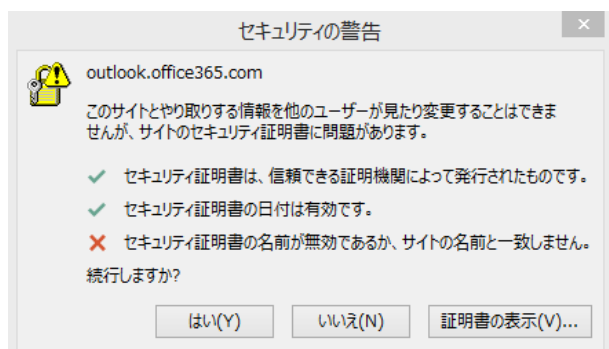 セキュリティの警告
outlook.office365.com
このサイトとやり取りする情報を他のユーザーが見たり変更することはできま
せんが、サイトのセキュリティ証明書に問題があります。
セキュリティ証明書は、信頼できる証明機関によって発行されたものです。
セキュリティ証明書の日付は有効です。
セキュリティ証明書の名前が無効であるか、サイトの名前と一致しません。
続行しますか?
はい(Y) いいえ(N) 証明書の表示(V)...